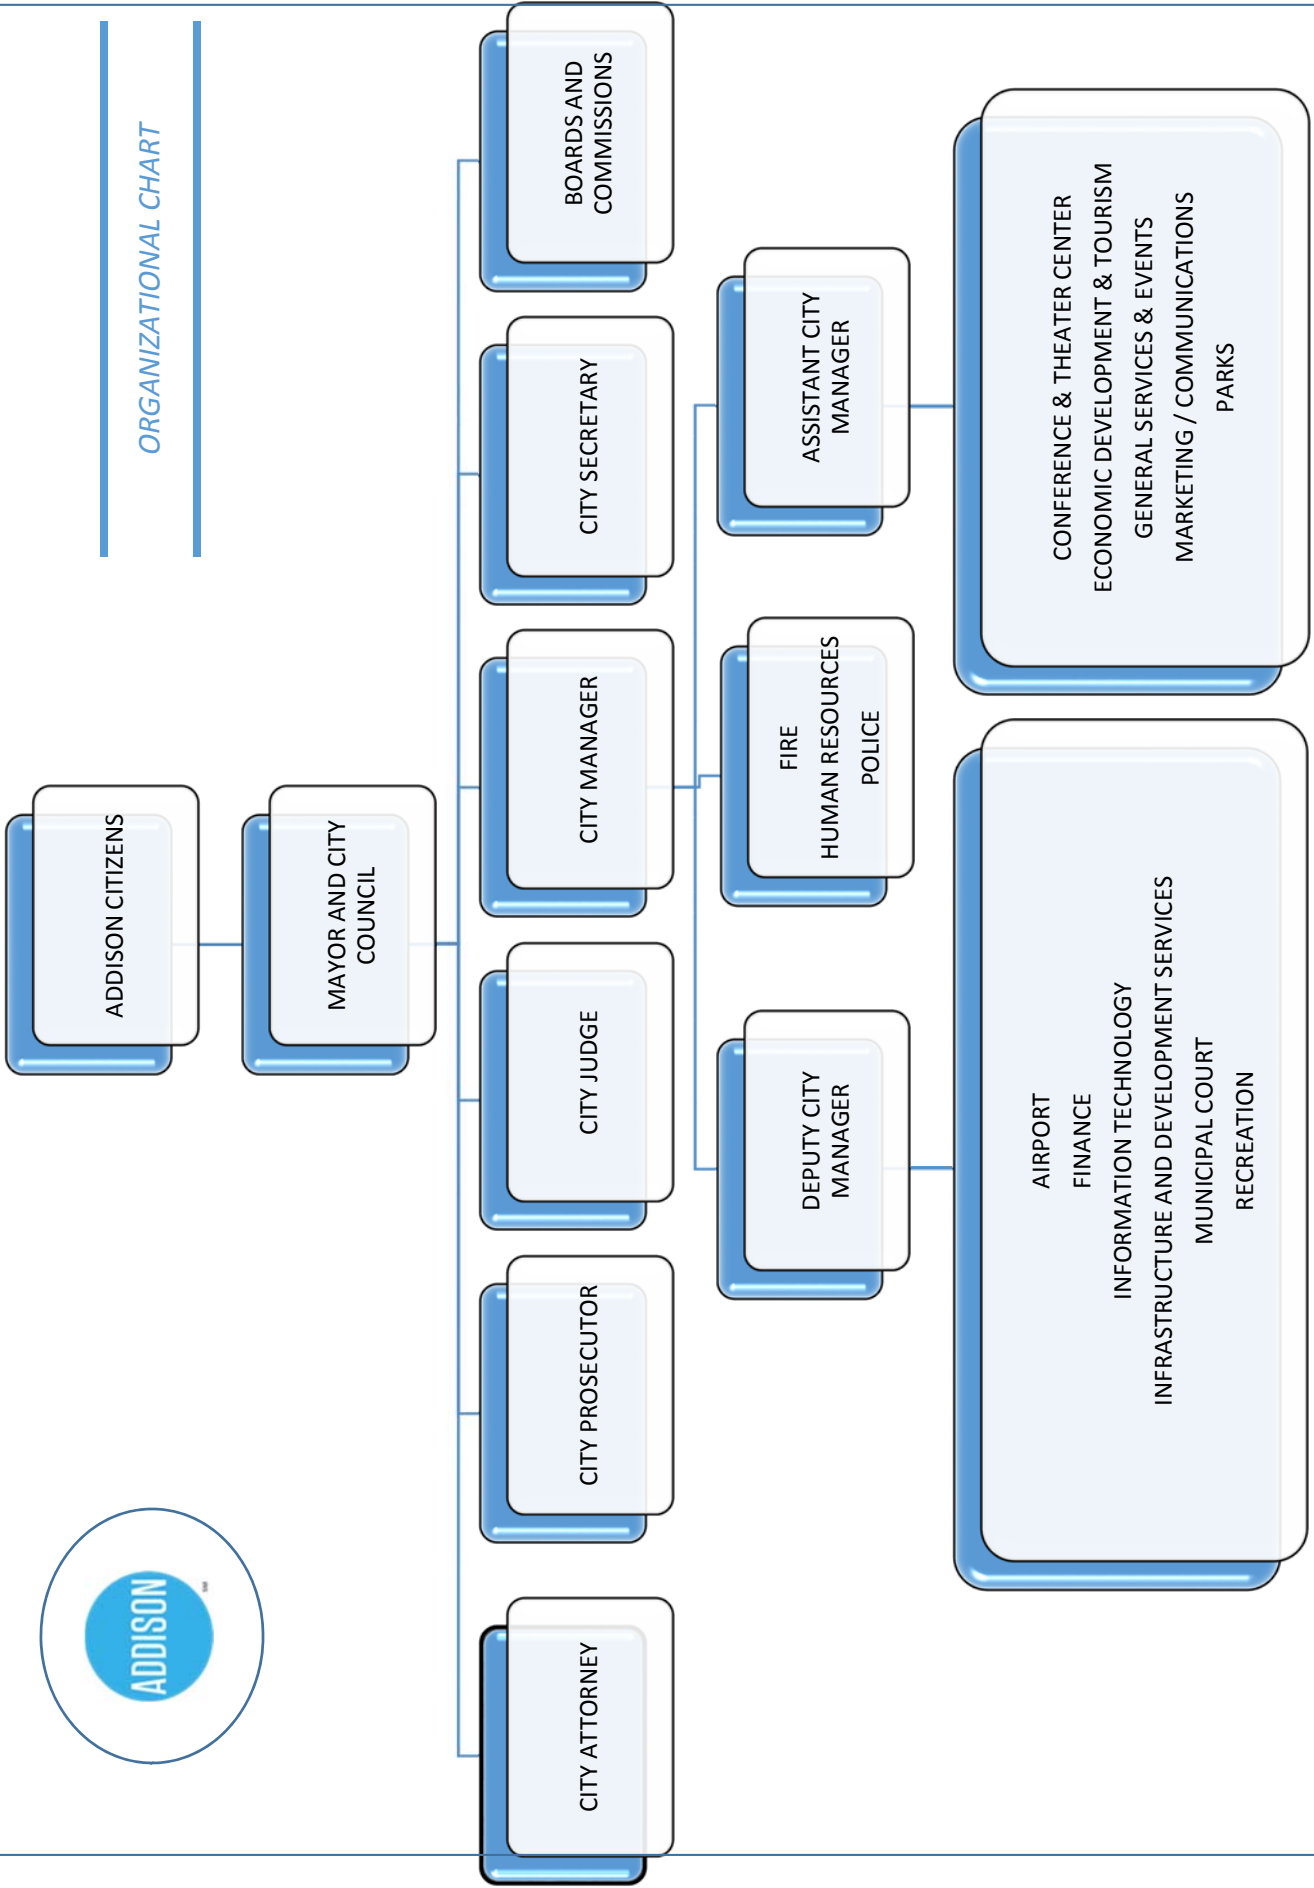 ADDISON
SM
ORGANIZATIONAL CHART
ADDISON CITIZENS
MAYOR AND CITY
COUNCIL
CITY ATTORNEY
CITY PROSECUTOR
CITY JUDGE
CITY MANAGER
CITY SECRETARY
BOARDS AND
COMMISSIONS
DEPUTY CITY
MANAGER
FIRE
HUMAN RESOURCES
POLICE
ASSISTANT CITY
MANAGER
AIRPORT
FINANCE
INFORMATION TECHNOLOGY
INFRASTRUCTURE AND DEVELOPMENT SERVICES
MUNICIPAL COURT
RECREATION
CONFERENCE & THEATER CENTER
ECONOMIC DEVELOPMENT & TOURISM
GENERAL SERVICES & EVENTS
MARKETING / COMMUNICATIONS
PARKS